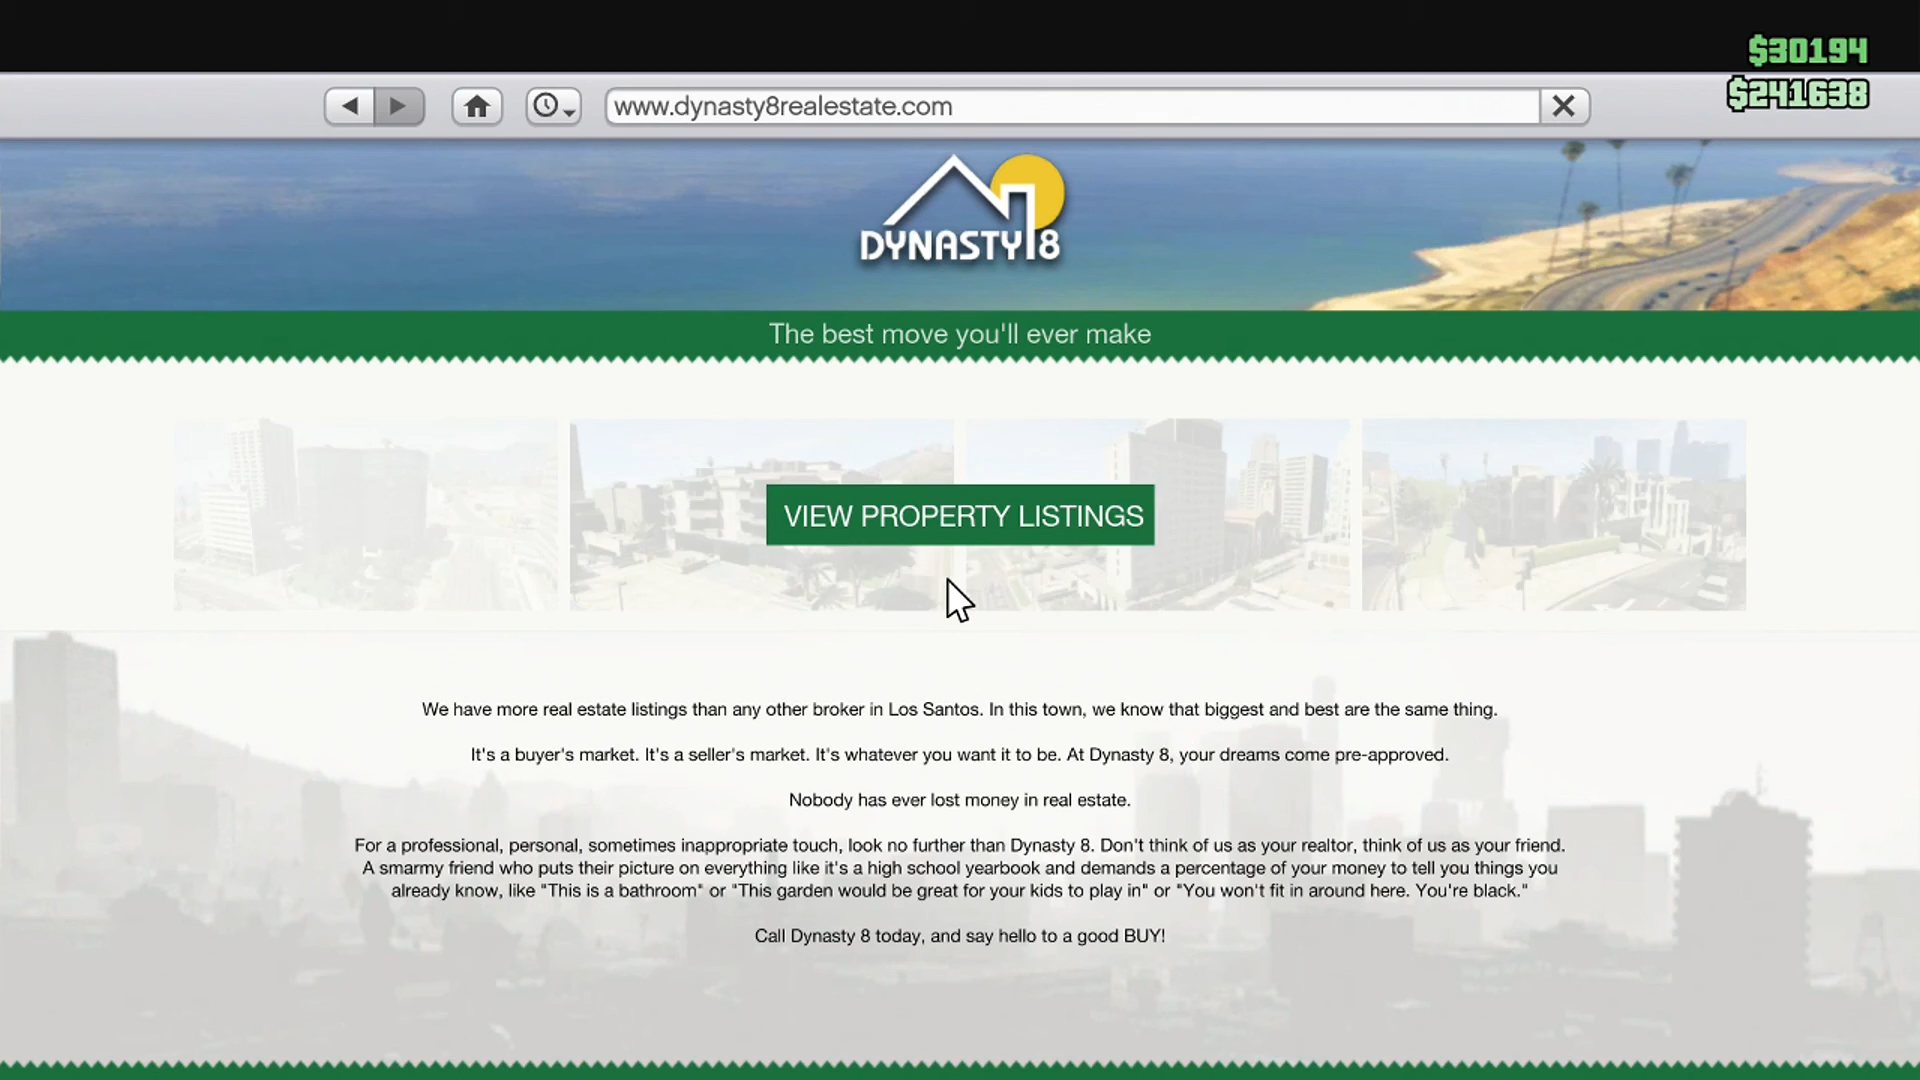 $30194
$241638
www.dynasty8realestate.com
DYNASTY 8
The best move you'll ever make
VIEW PROPERTY LISTINGS
We have more real estate listings than any other broker in Los Santos. In this town, we know that biggest and best are the same thing.
It's a buyer's market. It's a seller's market. It's whatever you want it to be. At Dynasty 8, your dreams come pre-approved.
Nobody has ever lost money in real estate.
For a professional, personal, sometimes inappropriate touch, look no further than Dynasty 8. Don't think of us as your realtor, think of us as your friend.
A smarmy friend who puts their picture on everything like it's a high school yearbook and demands a percentage of your money to tell you things you
already know, like "This is a bathroom" or "This garden would be great for your kids to play in" or "You won't fit in around here. You're black."
Call Dynasty 8 today, and say hello to a good BUY!